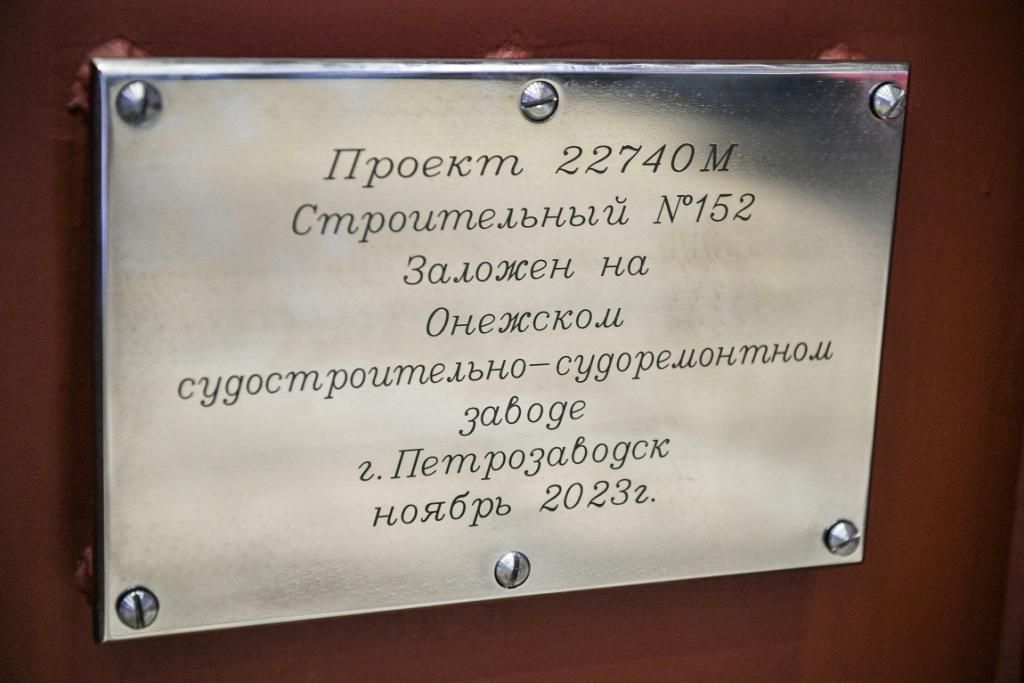 Проект 22740М
Строительный №152
Заложен на
Онежском
судостроительно-судоремонтном
заводе
г.Петрозаводск
ноябрь 2023г.